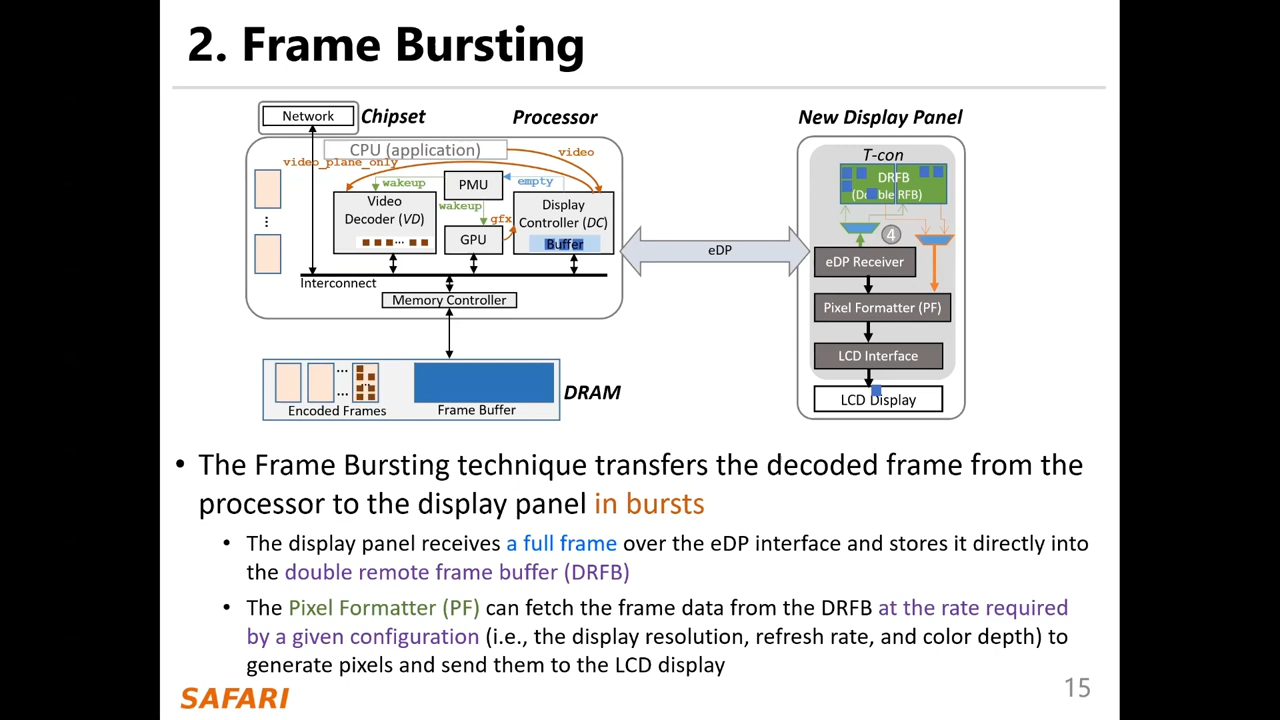 2. Frame Bursting
Network
Chipset
Processor
New Display Panel
CPU (application)
video
video_plane_only
wakeup
PMU
empty
Video
Decoder (VD)
wakeup
gfx
GPU
Display
Controller (DC)
Buffer
Interconnect
Memory Controller
eDP
T-con
DRFB
(Double RFB)
4
eDP Receiver
Pixel Formatter (PF)
LCD Interface
LCD Display
Encoded Frames
Frame Buffer
DRAM
• The Frame Bursting technique transfers the decoded frame from the
processor to the display panel in bursts
• The display panel receives a full frame over the eDP interface and stores it directly into
the double remote frame buffer (DRFB)
• The Pixel Formatter (PF) can fetch the frame data from the DRFB at the rate required
by a given configuration (i.e., the display resolution, refresh rate, and color depth) to
generate pixels and send them to the LCD display
SAFARI
15